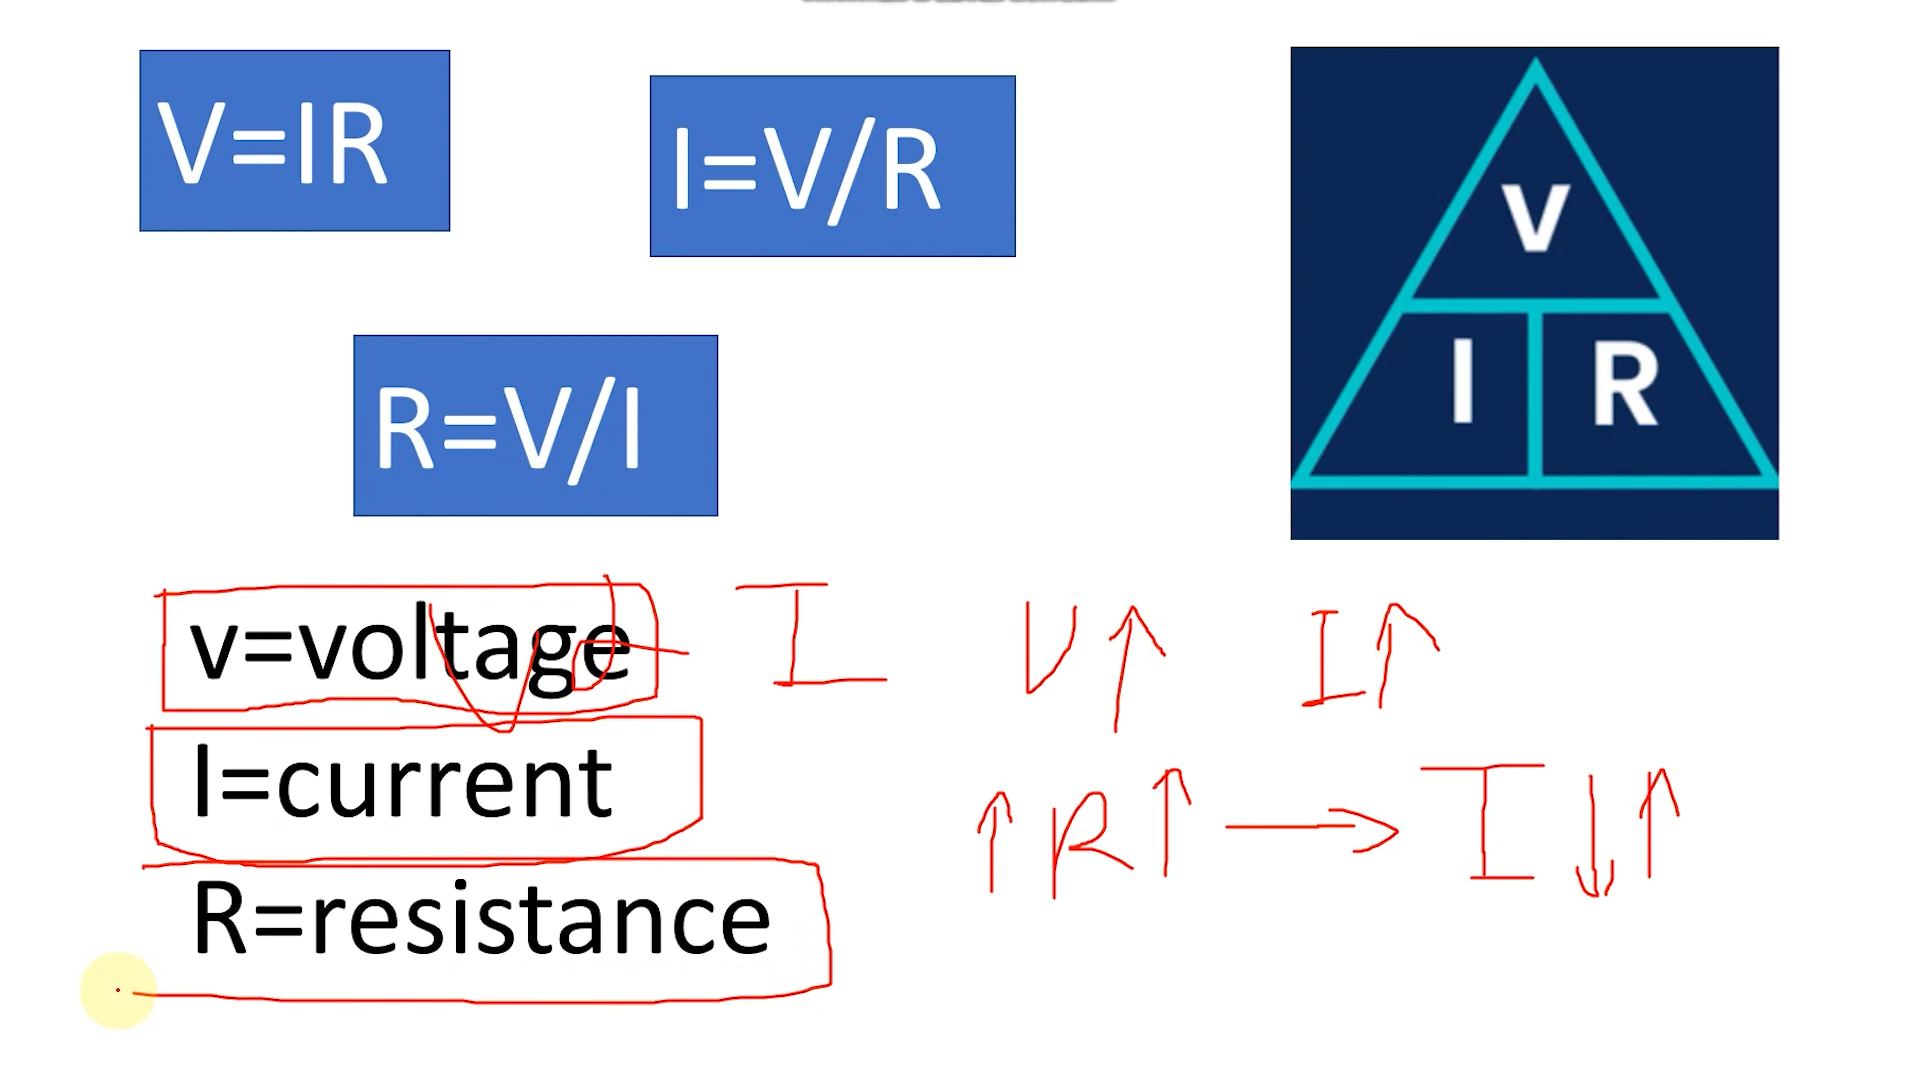 V=IR
I=V/R
R=V/I
V
I R
v=voltage
I=current
R=resistance
V I
V↑ I↑
↑R↑ → I↓↑